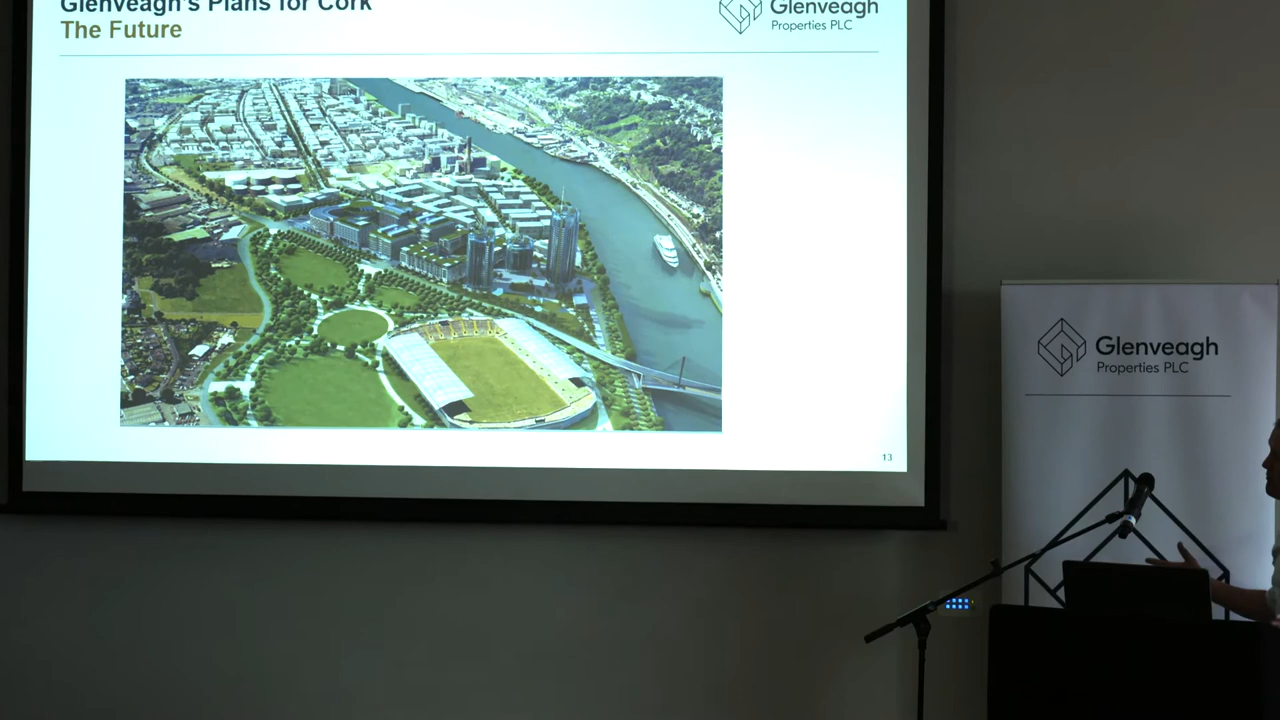 Glenveagh's Plans for Cork
The Future
Glenveagh
Properties PLC
13
Glenveagh
Properties PLC